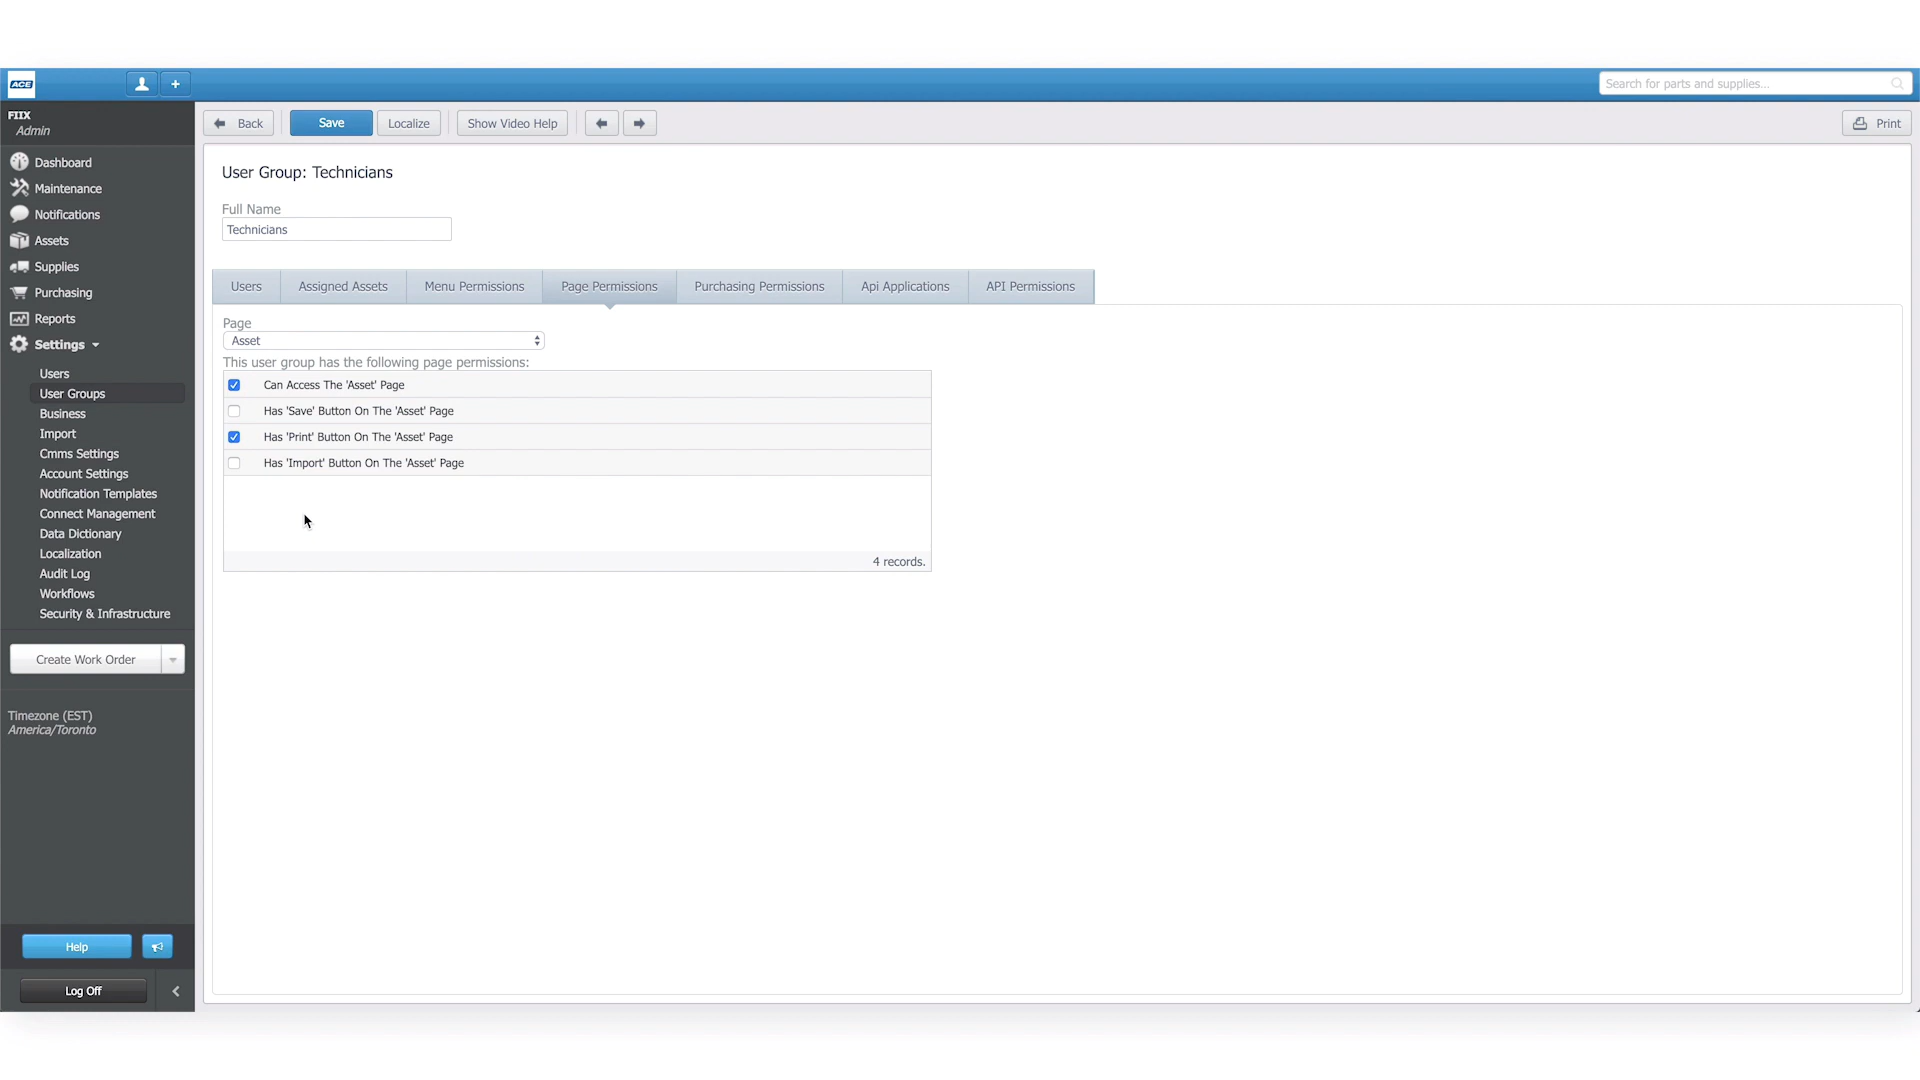 ACE
+
Search for parts and supplies...
FIIX
Admin
Back
Save
Localize
Show Video Help
Print
Dashboard
Maintenance
Notifications
Assets
Supplies
Purchasing
Reports
Settings
Users
User Groups
Business
Import
Cmms Settings
Account Settings
Notification Templates
Connect Management
Data Dictionary
Localization
Audit Log
Workflows
Security & Infrastructure
Create Work Order
Timezone (EST)
America/Toronto
Help
Log Off
User Group: Technicians
Full Name
Technicians
Users
Assigned Assets
Menu Permissions
Page Permissions
Purchasing Permissions
Api Applications
API Permissions
Page
Asset
This user group has the following page permissions:
Can Access The 'Asset' Page
Has 'Save' Button On The 'Asset' Page
Has 'Print' Button On The 'Asset' Page
Has 'Import' Button On The 'Asset' Page
4 records.